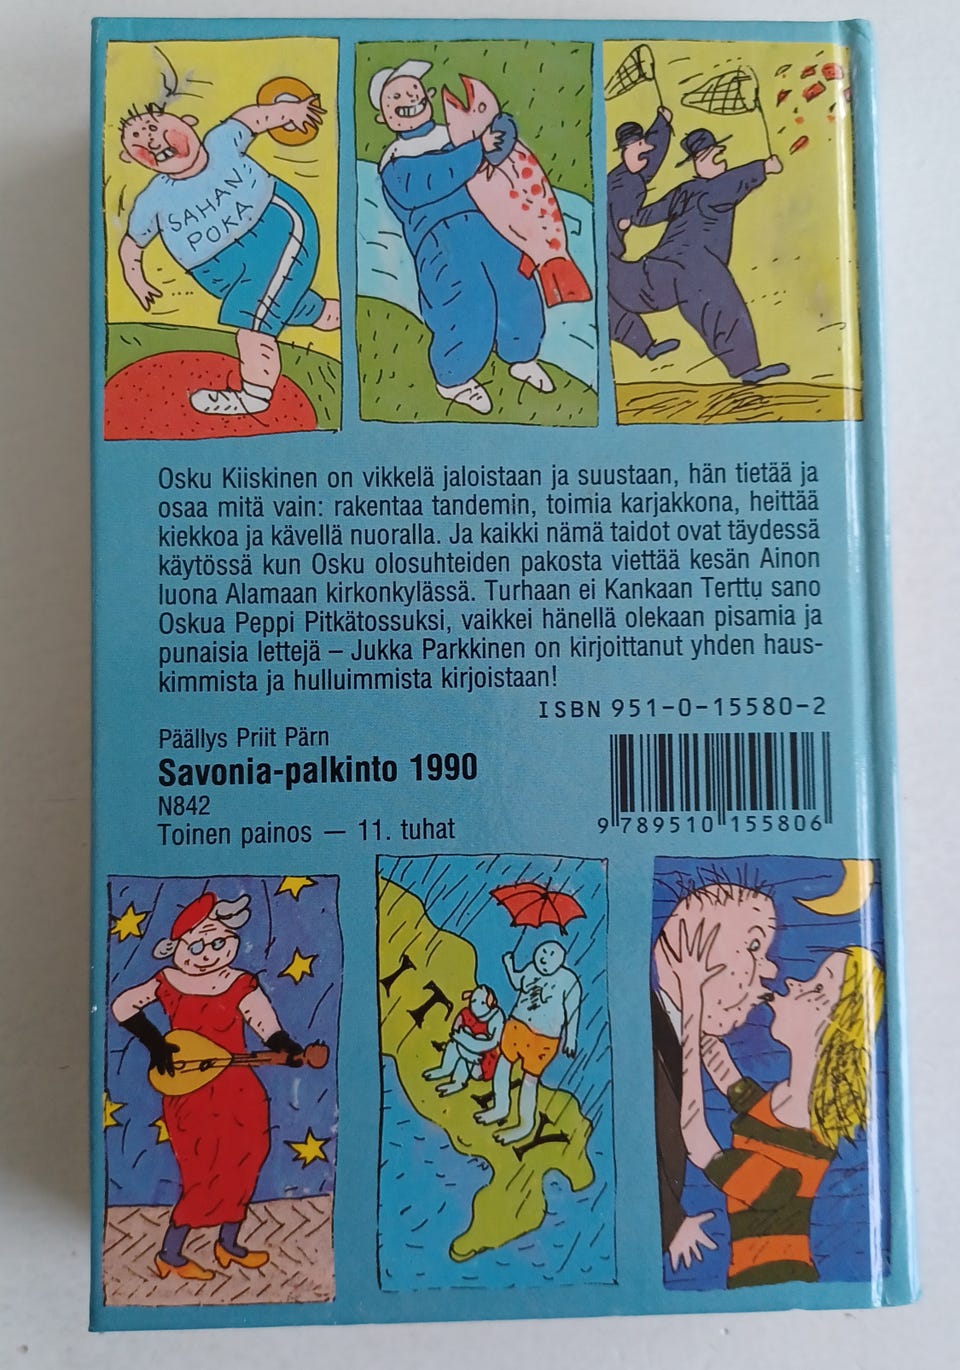 SAHAN
POKA
Osku Kiiskinen on vikkelä jaloistaan ja suustaan, hän tietää ja
osaa mitä vain: rakentaa tandemin, toimia karjakkona, heittää
kiekkoa ja kävellä nuoralla. Ja kaikki nämä taidot ovat täydessä
käytössä kun Osku olosuhteiden pakosta viettää kesän Ainon
luona Alamaan kirkonkylässä. Turhaan ei Kankaan Terttu sano
Oskua Peppi Pitkätossuksi, vaikkei hänellä olekaan pisamia ja
punaisia lettejä – Jukka Parkkinen on kirjoittanut yhden haus-
kimmista ja hulluimmista kirjoistaan!
ISBN 951-0-15580-2
Päällys Priit Pärn
Savonia-palkinto 1990
N842
Toinen painos — 11. tuhat
9 789510 155806
ITALY